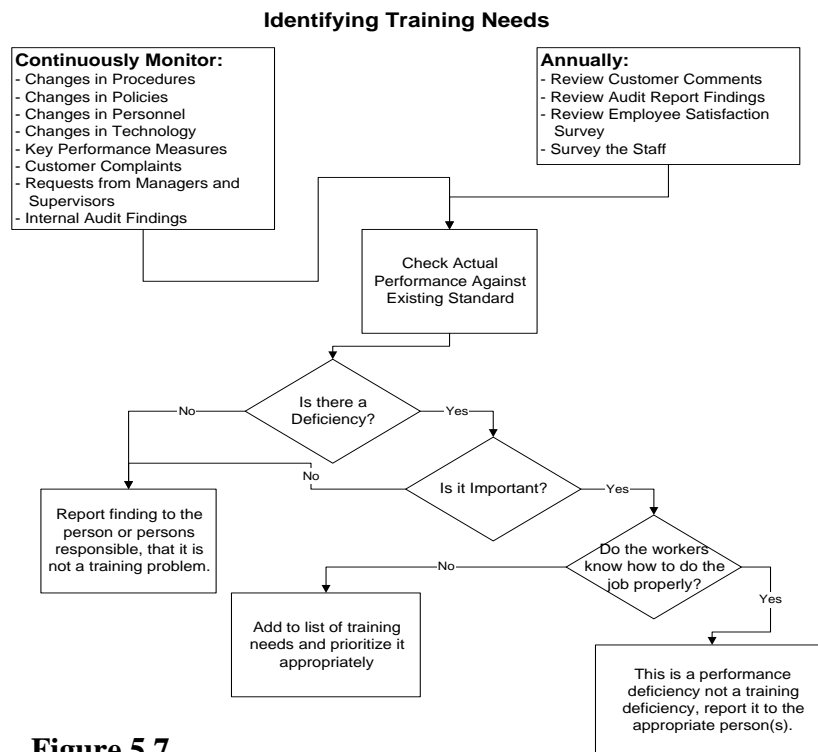 Identifying Training Needs
Continuously Monitor:
- Changes in Procedures
- Changes in Policies
- Changes in Personnel
- Changes in Technology
- Key Performance Measures
- Customer Complaints
- Requests from Managers and
Supervisors
- Internal Audit Findings
Annually:
- Review Customer Comments
- Review Audit Report Findings
- Review Employee Satisfaction
Survey
- Survey the Staff
Check Actual
Performance Against
Existing Standard
Is there a
Deficiency?
No
Yes
Is it Important?
No
Yes
Report finding to the
person or persons
responsible, that it is
not a training problem.
Do the workers
know how to do the
job properly?
No
Yes
Add to list of training
needs and prioritize it
appropriately
This is a performance
deficiency not a training
deficiency, report it to the
appropriate person(s).
Figure 5.7